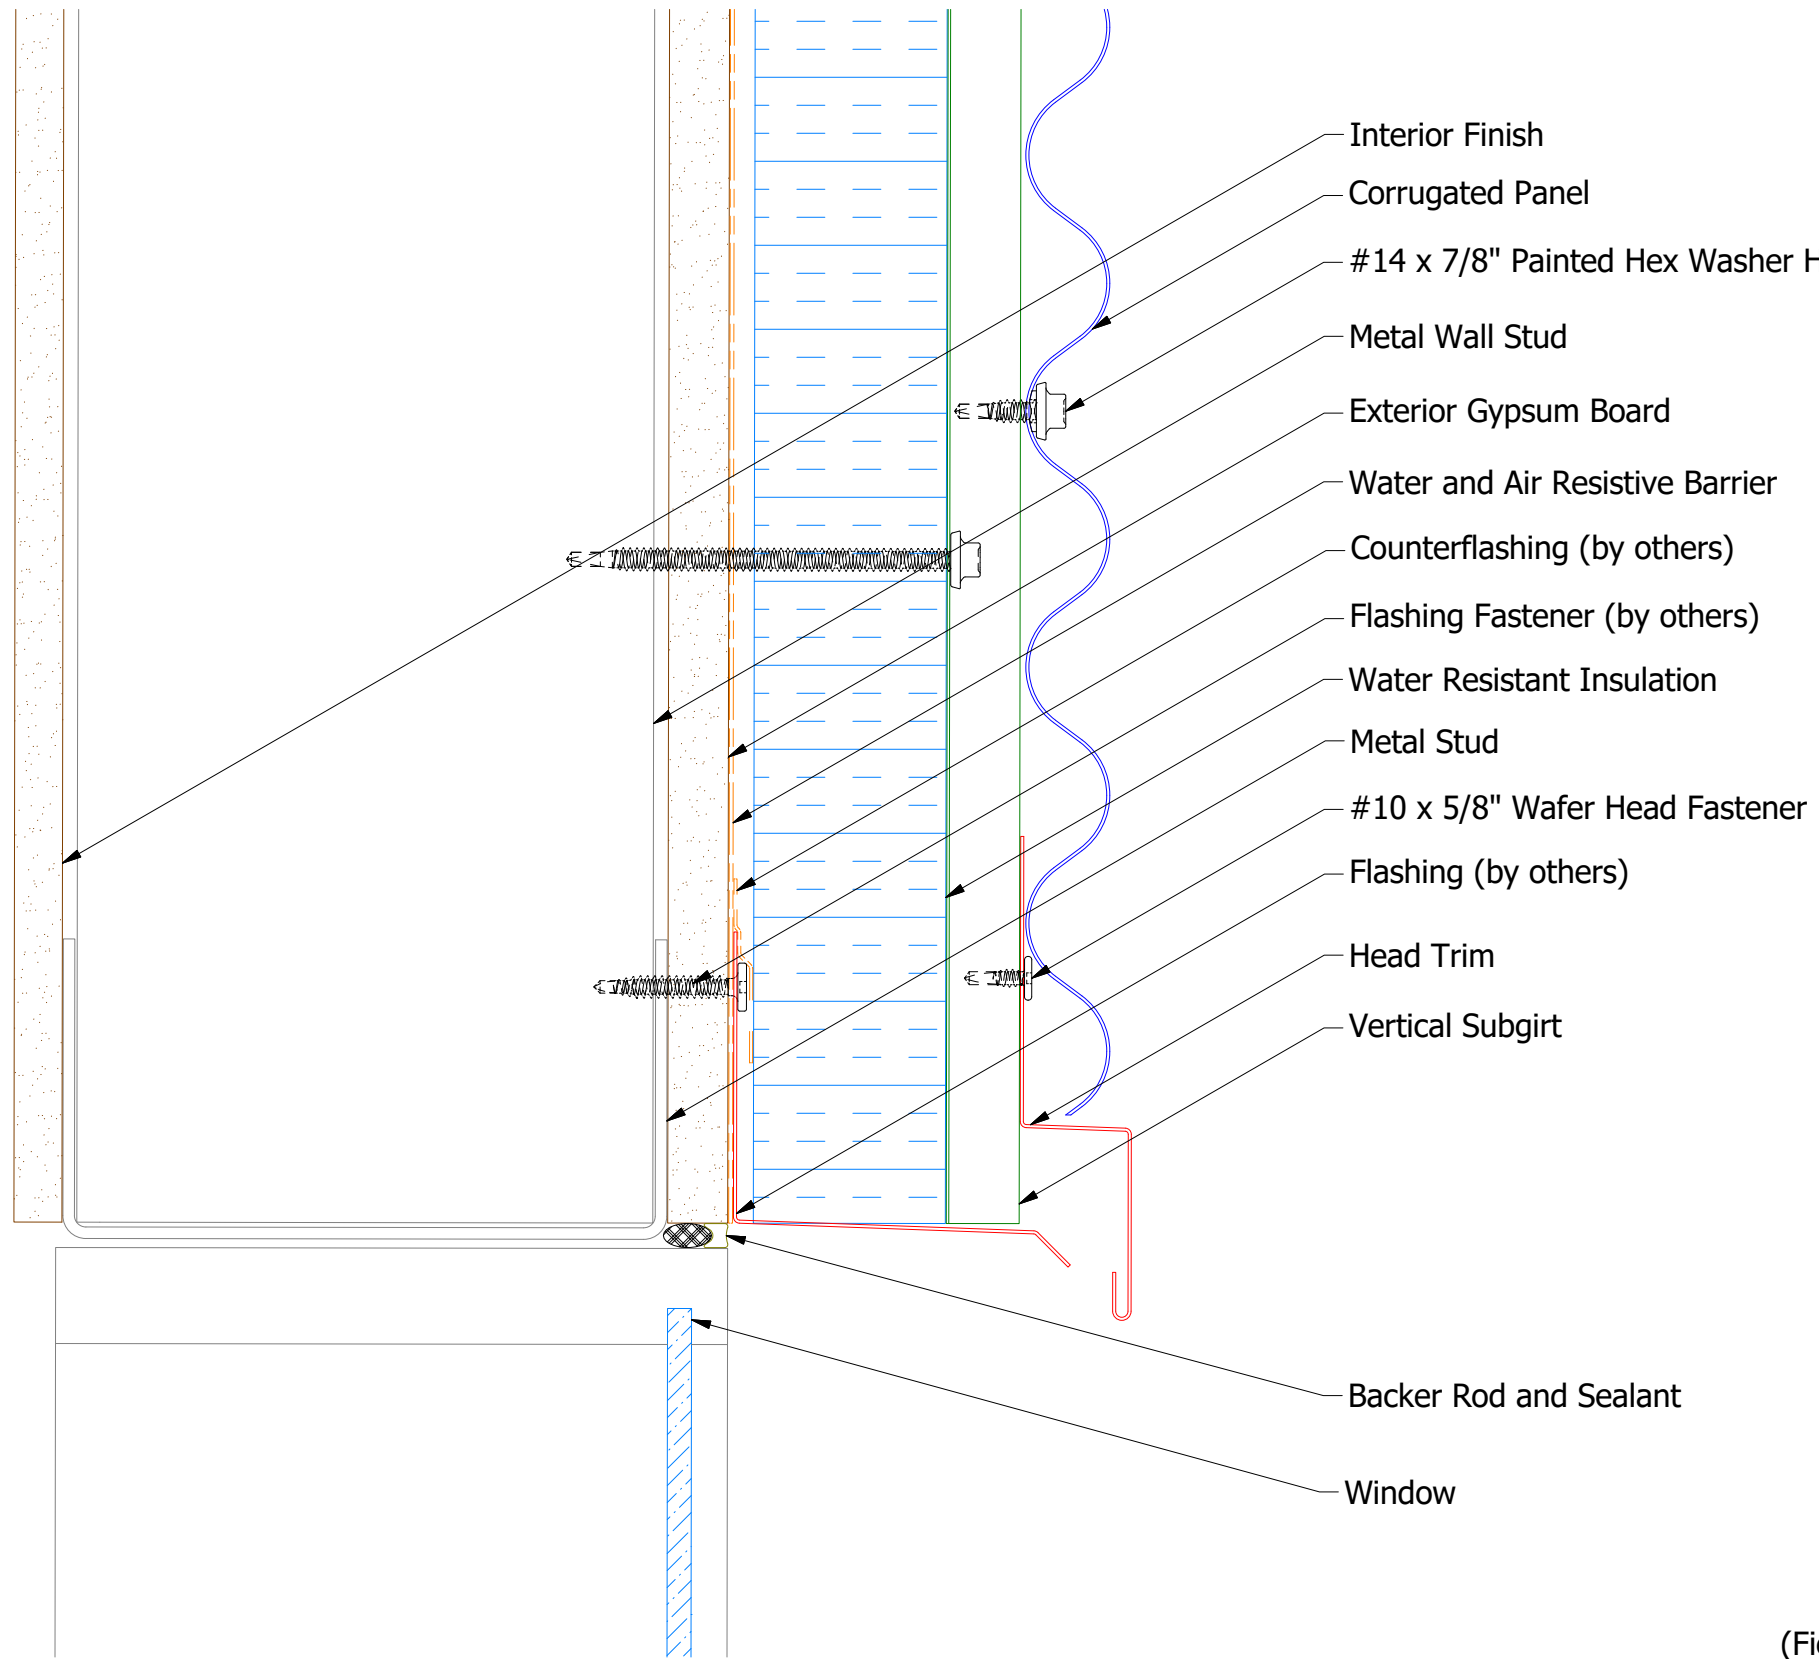 Interior Finish
Corrugated Panel
#14 x 7/8" Painted Hex Washer
Metal Wall Stud
Exterior Gypsum Board
Water and Air Resistive Barrier
Counterflashing (by others)
Flashing Fastener (by others)
Water Resistant Insulation
Metal Stud
#10 x 5/8" Wafer Head Fastener
Flashing (by others)
Head Trim
Vertical Subgirt
Backer Rod and Sealant
Window